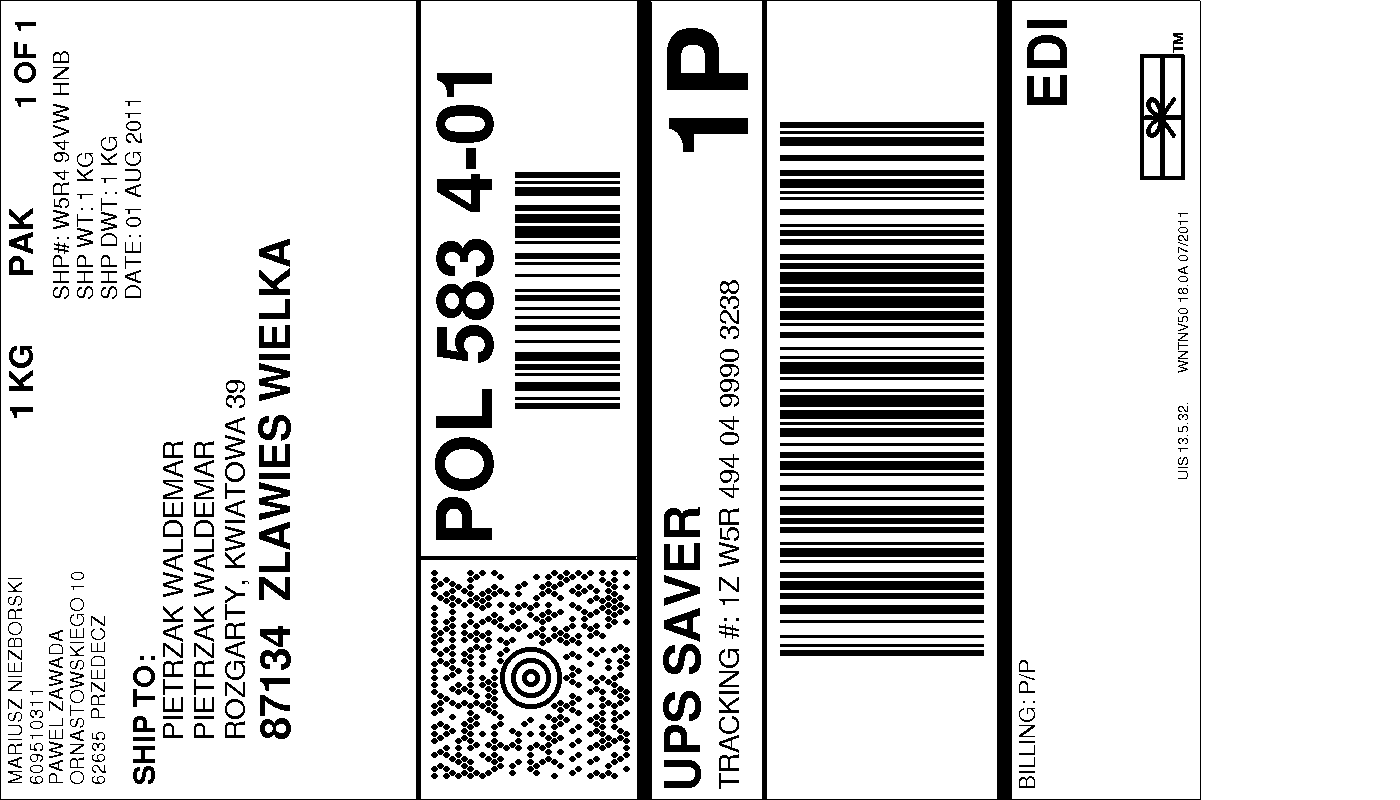 MARIUSZ NIEZBORSKI
609510311
PAWEL ZAWADA
ORNASTOWSKIEGO 10
62635 PRZEDECZ
1 KG PAK 1 OF 1
SHP#: W5R4 94VW HNB
SHP WT: 1 KG
SHP DWT: 1 KG
DATE: 01 AUG 2011
SHIP TO:
PIETRZAK WALDEMAR
PIETRZAK WALDEMAR
ROZGARTY, KWIATOWA 39
87134 ZLAWIES WIELKA
POL 583 4-01
UPS SAVER
TRACKING #: 1Z W5R 494 04 9990 3238
1P
BILLING: P/P
EDI
UIS 13.5.32. WNTNV50 18.0A 07/2011
TM